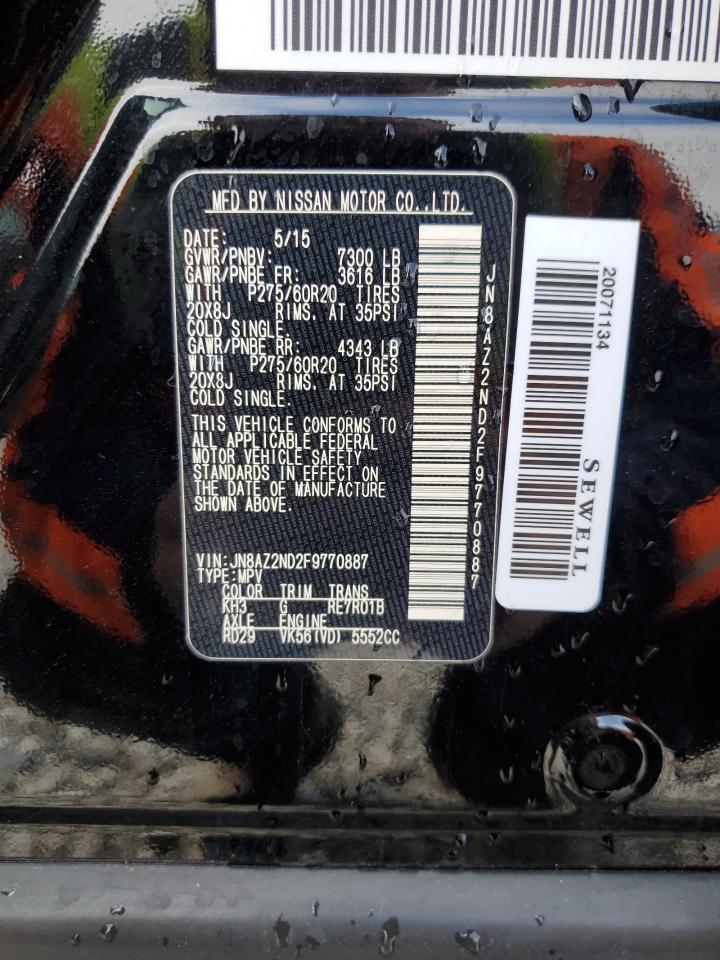 MFD BY NISSAN MOTOR CO.,LTD.
DATE: 5/15
GVWR/PNBV: 7300 LB
GAWR/PNBE FR: 3616 LB
WITH P275/60R20 TIRES
20X8J RIMS. AT 35PSI
COLD SINGLE.
GAWR/PNBE RR: 4343 LB
WITH P275/60R20 TIRES
20X8J RIMS. AT 35PSI
COLD SINGLE.
THIS VEHICLE CONFORMS TO
ALL APPLICABLE FEDERAL
MOTOR VEHICLE SAFETY
STANDARDS IN EFFECT ON
THE DATE OF MANUFACTURE
SHOWN ABOVE.
VIN:JN8AZ2ND2F9770887
TYPE:MPV
COLOR TRIM TRANS
KH3 G RE7R01B
AXLE ENGINE
RD29 VK56(VD) 5552CC
JN8AZ2ND2F9770887
20071134
SEWELL